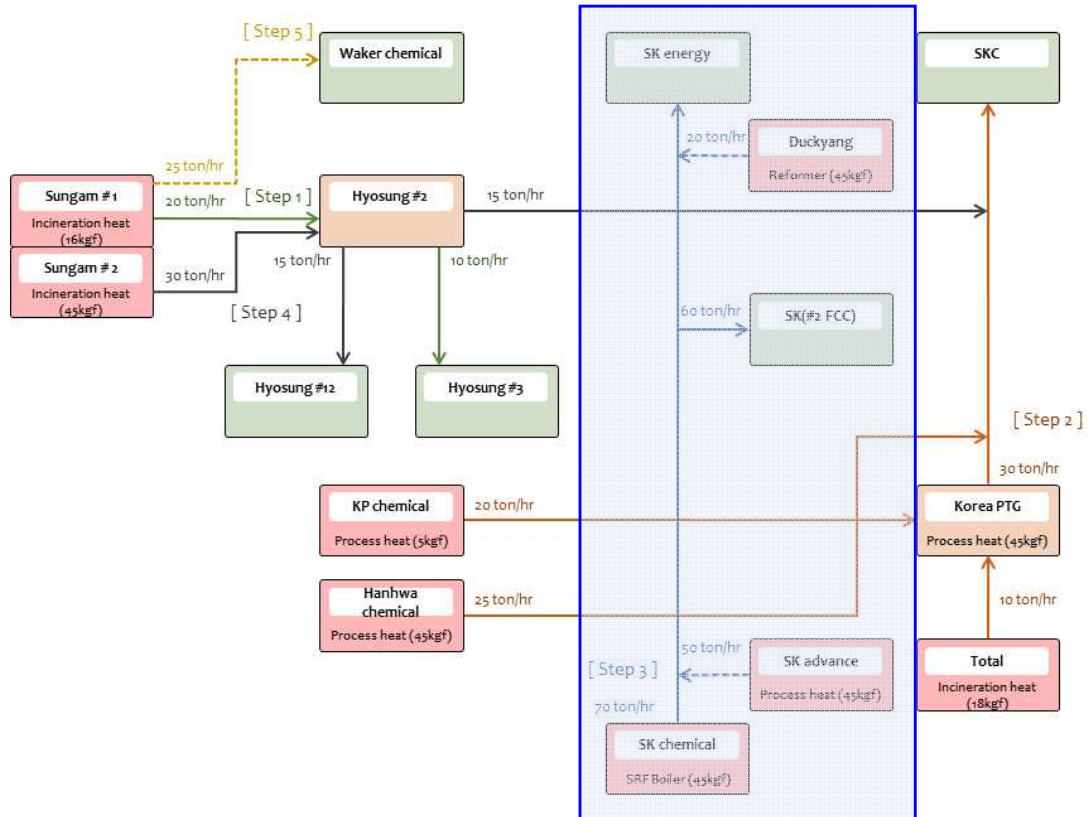 [ Step 5 ]
Waker chemical
SK energy
SKC
25 ton/hr
20 ton/hr
Duckyang
Reformer (45kgf)
Sungam #1
Incineration heat
(16kgf)
20 ton/hr
[ Step 1 ]
Hyosung #2
15 ton/hr
Sungam #2
Incineration heat
(45kgf)
30 ton/hr
15 ton/hr
10 ton/hr
[ Step 4 ]
60 ton/hr
SK(#2 FCC)
Hyosung #12
Hyosung #3
[ Step 2 ]
30 ton/hr
KP chemical
Process heat (5kgf)
20 ton/hr
Korea PTG
Process heat (45kgf)
Hanhwa
chemical
Process heat (45kgf)
25 ton/hr
10 ton/hr
[ Step 3 ]
50 ton/hr
SK advance
Process heat (45kgf)
Total
Incineration heat
(18kgf)
70 ton/hr
SK chemical
SRF Boiler (45kgf)